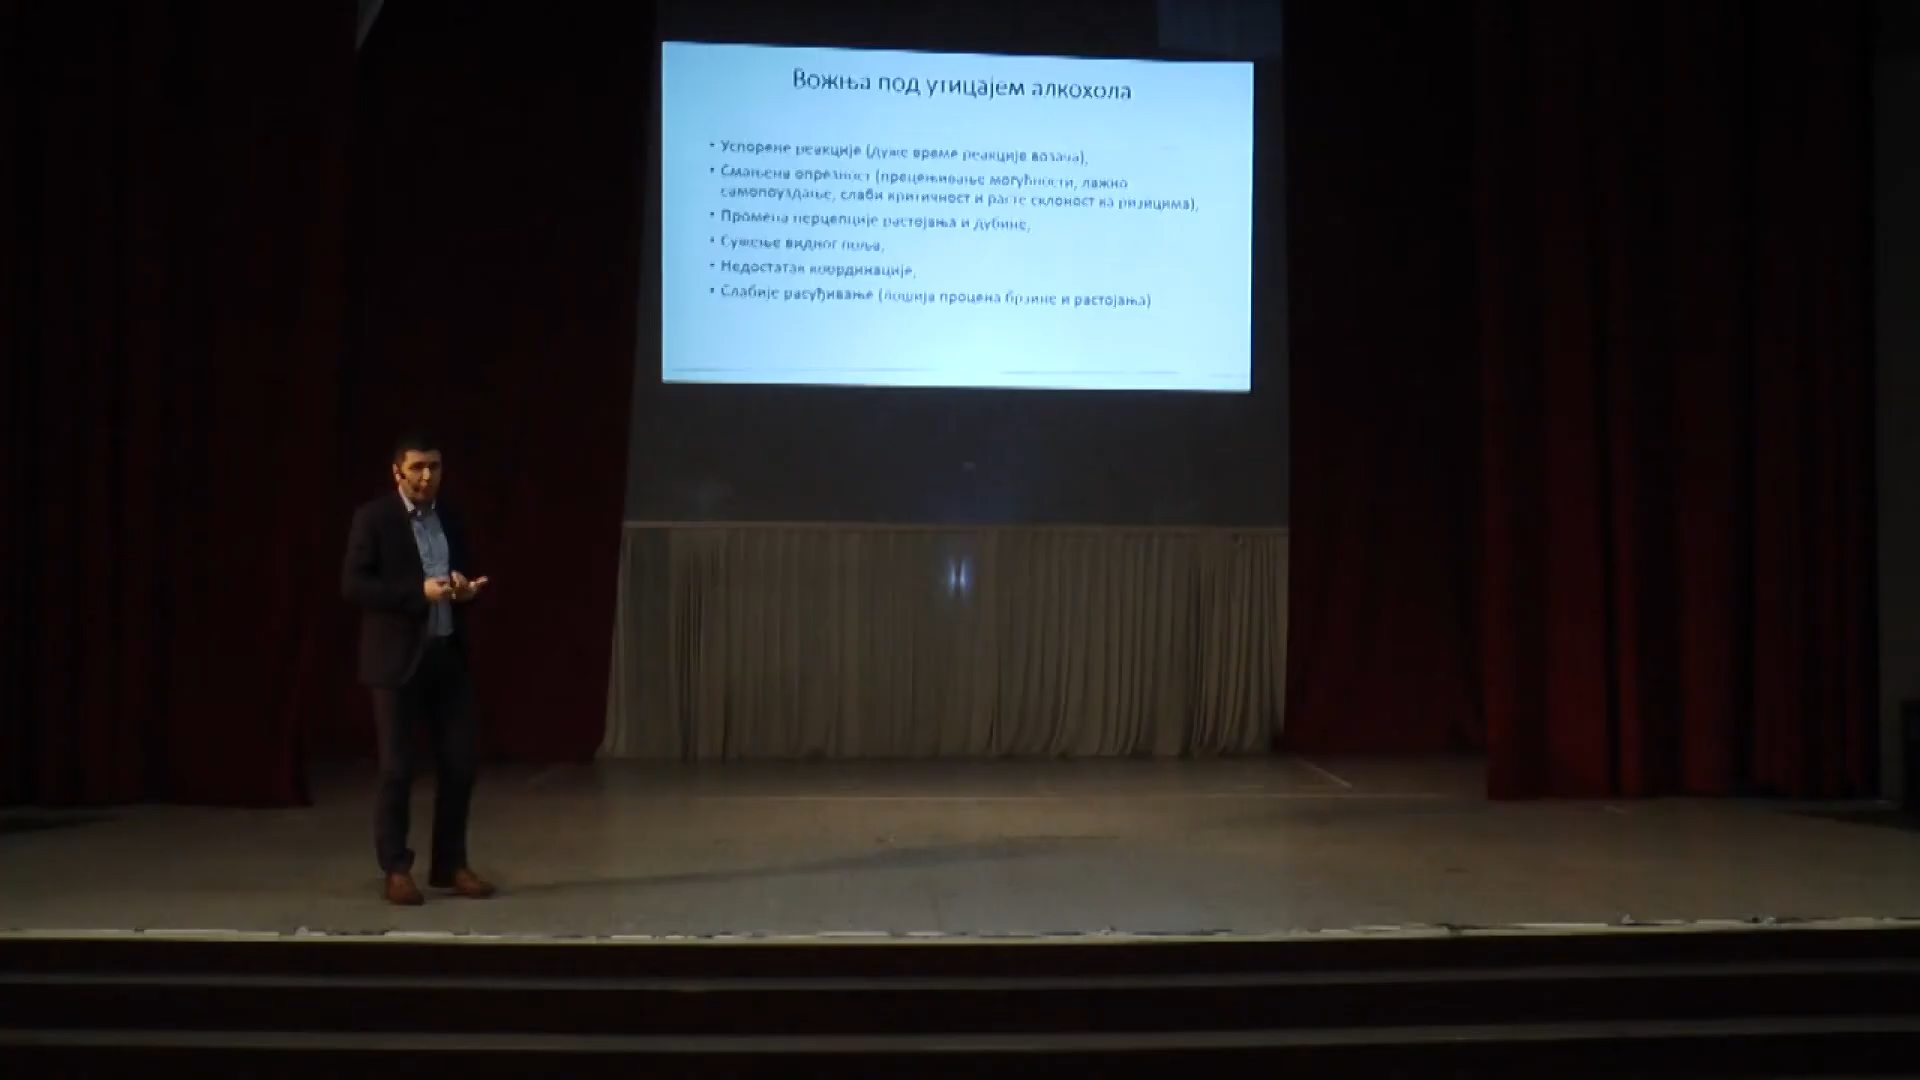 Вожња под утицајем алкохола
• Успорене реакције (дуже време реакције возача),
• Смањена опрезност (прецењивање могућности, лажно
самопоуздање, слаби критичност и расте склоност ка ризицима),
• Промена перцепције растојања и дубине,
• Сужење видног поља,
• Недостатак координације,
• Слабије расуђивање (лошија процена брзине и растојања)